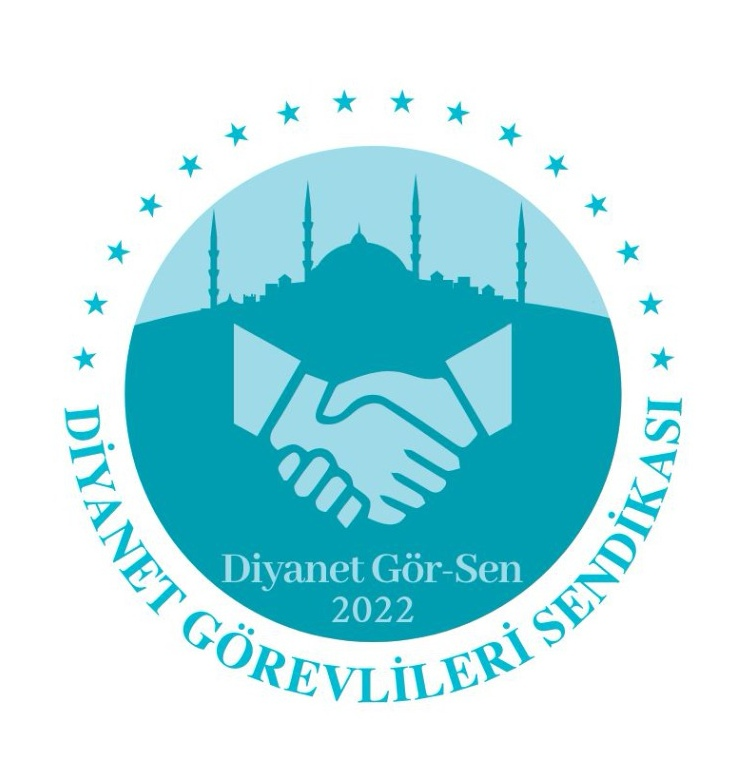 Diyanet Gör-Sen
2022
DİYANET GÖREVLİLERİ SENDİKASI